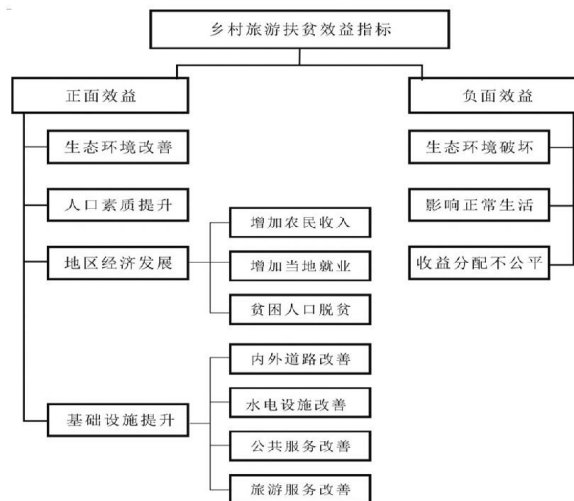 乡村旅游扶贫效益指标
正面效益
负面效益
生态环境改善
生态环境破坏
人口素质提升
影响正常生活
增加农民收入
地区经济发展
增加当地就业
收益分配不公平
贫困人口脱贫
内外道路改善
水电设施改善
基础设施提升
公共服务改善
旅游服务改善